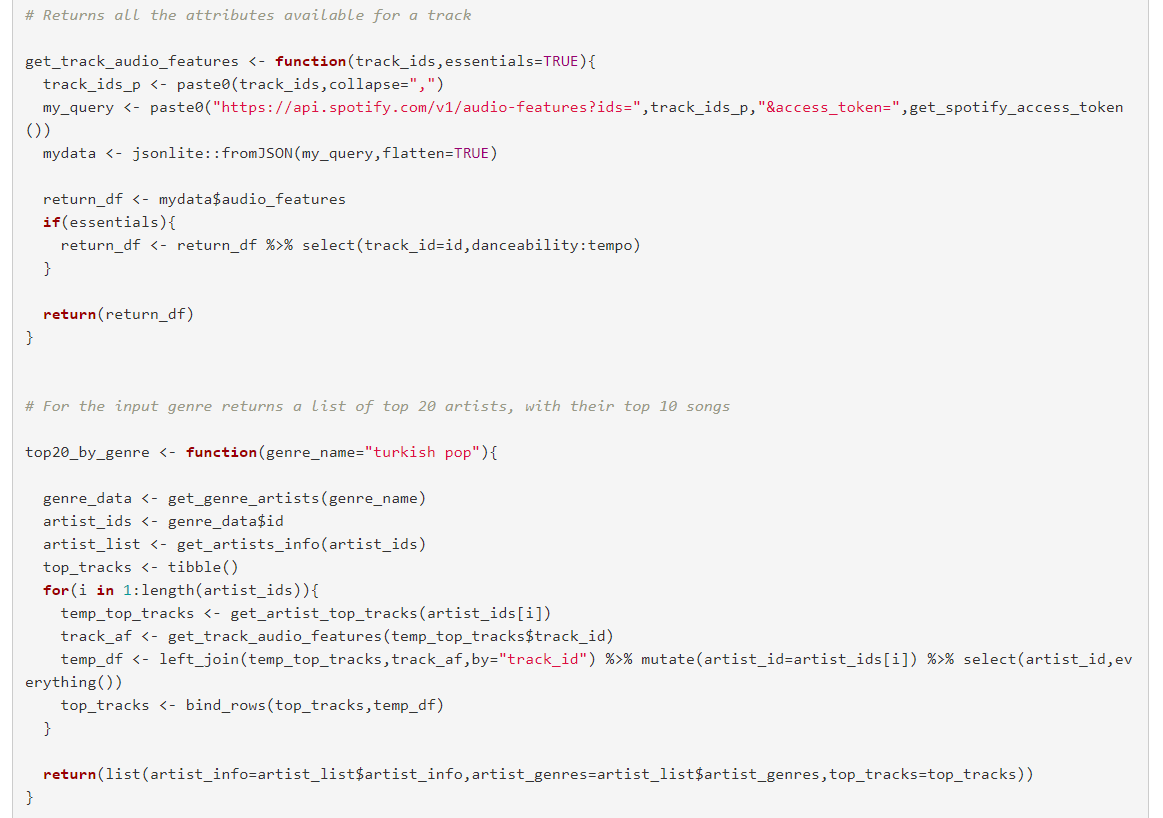 # Returns all the attributes available for a track
get_track_audio_features <- function(track_ids,essentials=TRUE){
  track_ids_p <- paste0(track_ids,collapse=",")
  my_query <- paste0("https://api.spotify.com/v1/audio-features?ids=",track_ids_p,"&access_token=",get_spotify_access_token
())
  mydata <- jsonlite::fromJSON(my_query,flatten=TRUE)
  return_df <- mydata$audio_features
  if(essentials){
    return_df <- return_df %>% select(track_id=id,danceability:tempo)
  }
  return(return_df)
}
# For the input genre returns a list of top 20 artists, with their top 10 songs
top20_by_genre <- function(genre_name="turkish pop"){
  genre_data <- get_genre_artists(genre_name)
  artist_ids <- genre_data$id
  artist_list <- get_artists_info(artist_ids)
  top_tracks <- tibble()
  for(i in 1:length(artist_ids)){
    temp_top_tracks <- get_artist_top_tracks(artist_ids[i])
    track_af <- get_track_audio_features(temp_top_tracks$track_id)
    temp_df <- left_join(temp_top_tracks,track_af,by="track_id") %>% mutate(artist_id=artist_ids[i]) %>% select(artist_id,ev
erything())
    top_tracks <- bind_rows(top_tracks,temp_df)
  }
  return(list(artist_info=artist_list$artist_info,artist_genres=artist_list$artist_genres,top_tracks=top_tracks))
}